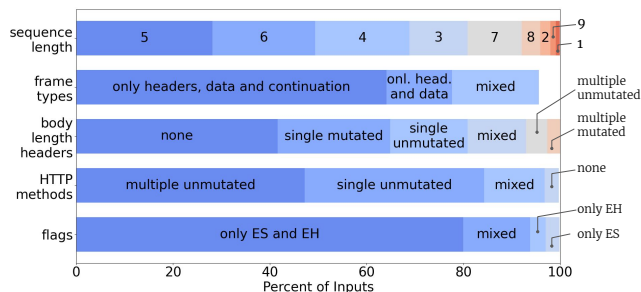 sequence
length
5 6 4 3 7 8 2
9
1
frame
types
only headers, data and continuation
onl. head.
and data
mixed
multiple
unmutated
body
length
headers
none
single mutated
single
unmutated
mixed
multiple
mutated
HTTP
methods
multiple unmutated
single unmutated
mixed
none
flags
only ES and EH
mixed
only EH
only ES
0 20 40 60 80 100
Percent of Inputs